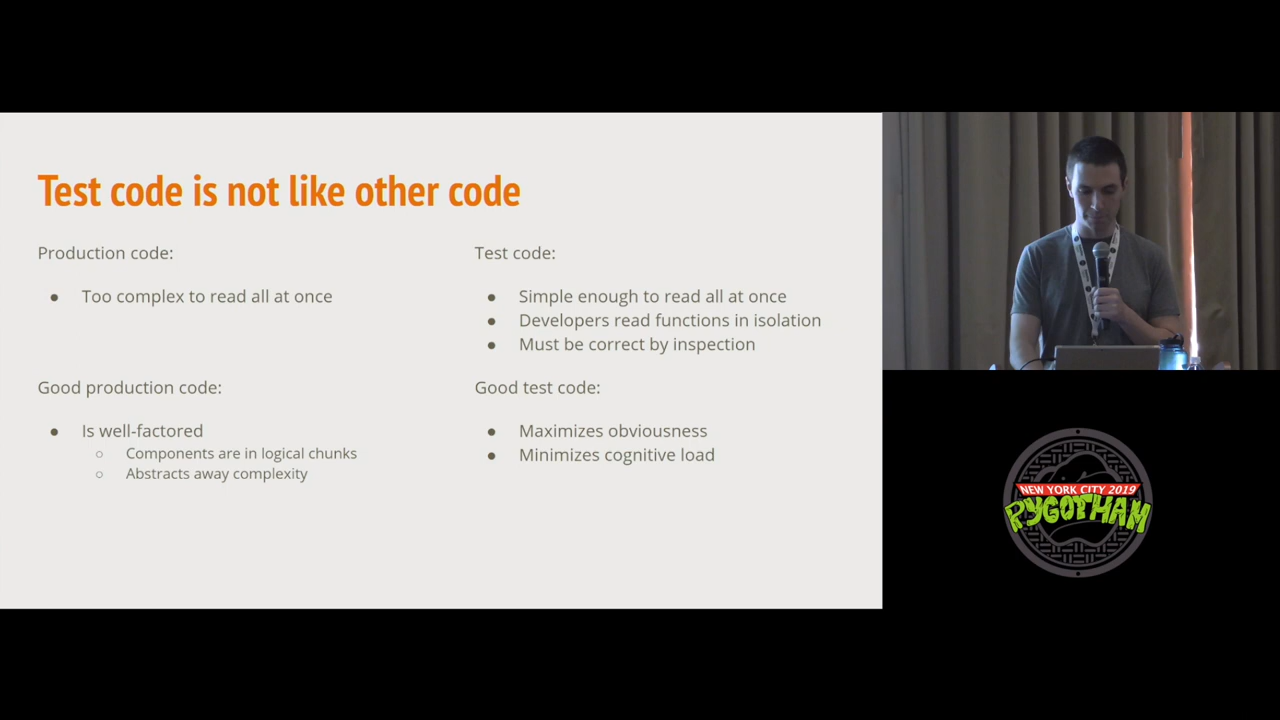 Test code is not like other code
Production code:
● Too complex to read all at once
Good production code:
● Is well-factored
○ Components are in logical chunks
○ Abstracts away complexity
Test code:
● Simple enough to read all at once
● Developers read functions in isolation
● Must be correct by inspection
Good test code:
● Maximizes obviousness
● Minimizes cognitive load
NEW YORK CITY 2019
PYGOTHAM